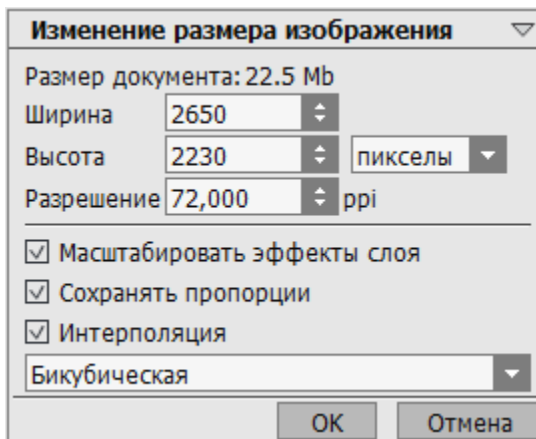 Изменение размера изображения
Размер документа: 22.5 Mb
Ширина 2650
Высота 2230 пикселы
Разрешение 72,000 ppi
Масштабировать эффекты слоя
Сохранять пропорции
Интерполяция
Бикубическая
OK Отмена